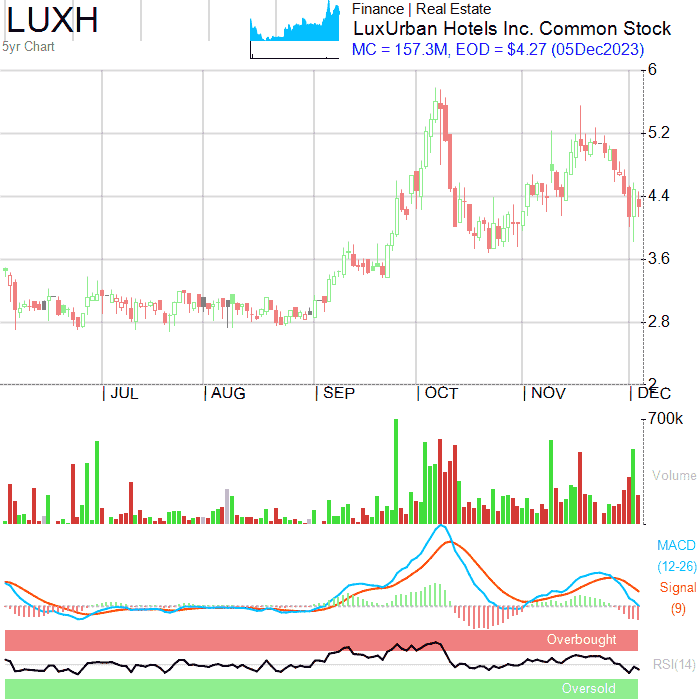 LUXH
5yr Chart
Finance | Real Estate
LuxUrban Hotels Inc. Common Stock
MC = 157.3M, EOD = $4.27 (05Dec2023)
6
5.2
4.4
3.6
2.8
2
| JUL | AUG | SEP | OCT | NOV | DEC
700k
Volume
MACD
(12-26)
Signal
(9)
Overbought
RSI(14)
Oversold